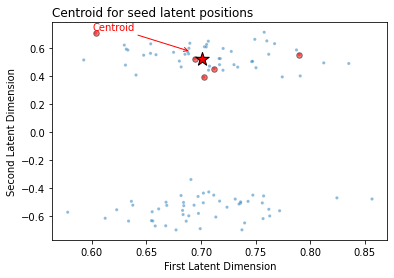 Centroid for seed latent positions
Centroid
0.6
0.4
0.2
0.0
−0.2
−0.4
−0.6
Second Latent Dimension
0.60 0.65 0.70 0.75 0.80 0.85
First Latent Dimension